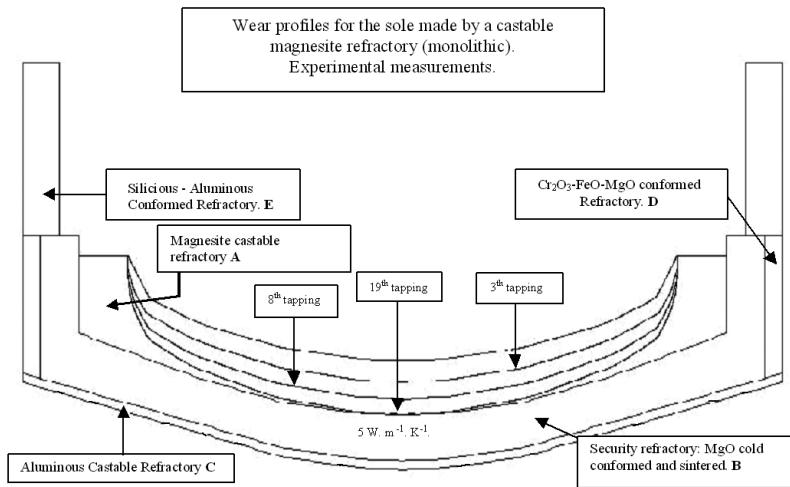 Wear profiles for the sole made by a castable
magnesite refractory (monolithic).
Experimental measurements.
Silicious - Aluminous
Conformed Refractory. E
Cr₂O₃-FeO-MgO conformed
Refractory. D
Magnesite castable
refractory A
8th tapping
19th tapping
3th tapping
5 W. m⁻¹. K⁻¹.
Aluminous Castable Refractory C
Security refractory: MgO cold
conformed and sintered. B